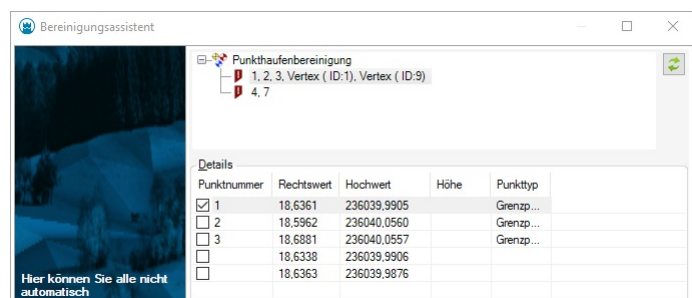 Bereinigungsassistent
Punkthaufenbereinigung
1, 2, 3, Vertex ( ID:1), Vertex ( ID:9)
4, 7
Details
Punktnummer Rechtswert Hochwert Höhe Punkttyp
1 18,6361 236039,9905 Grenzp...
2 18,5962 236040,0560 Grenzp...
3 18,6881 236040,0557 Grenzp...
18,6338 236039,9906
18,6363 236039,9876
Hier können Sie alle nicht
automatisch